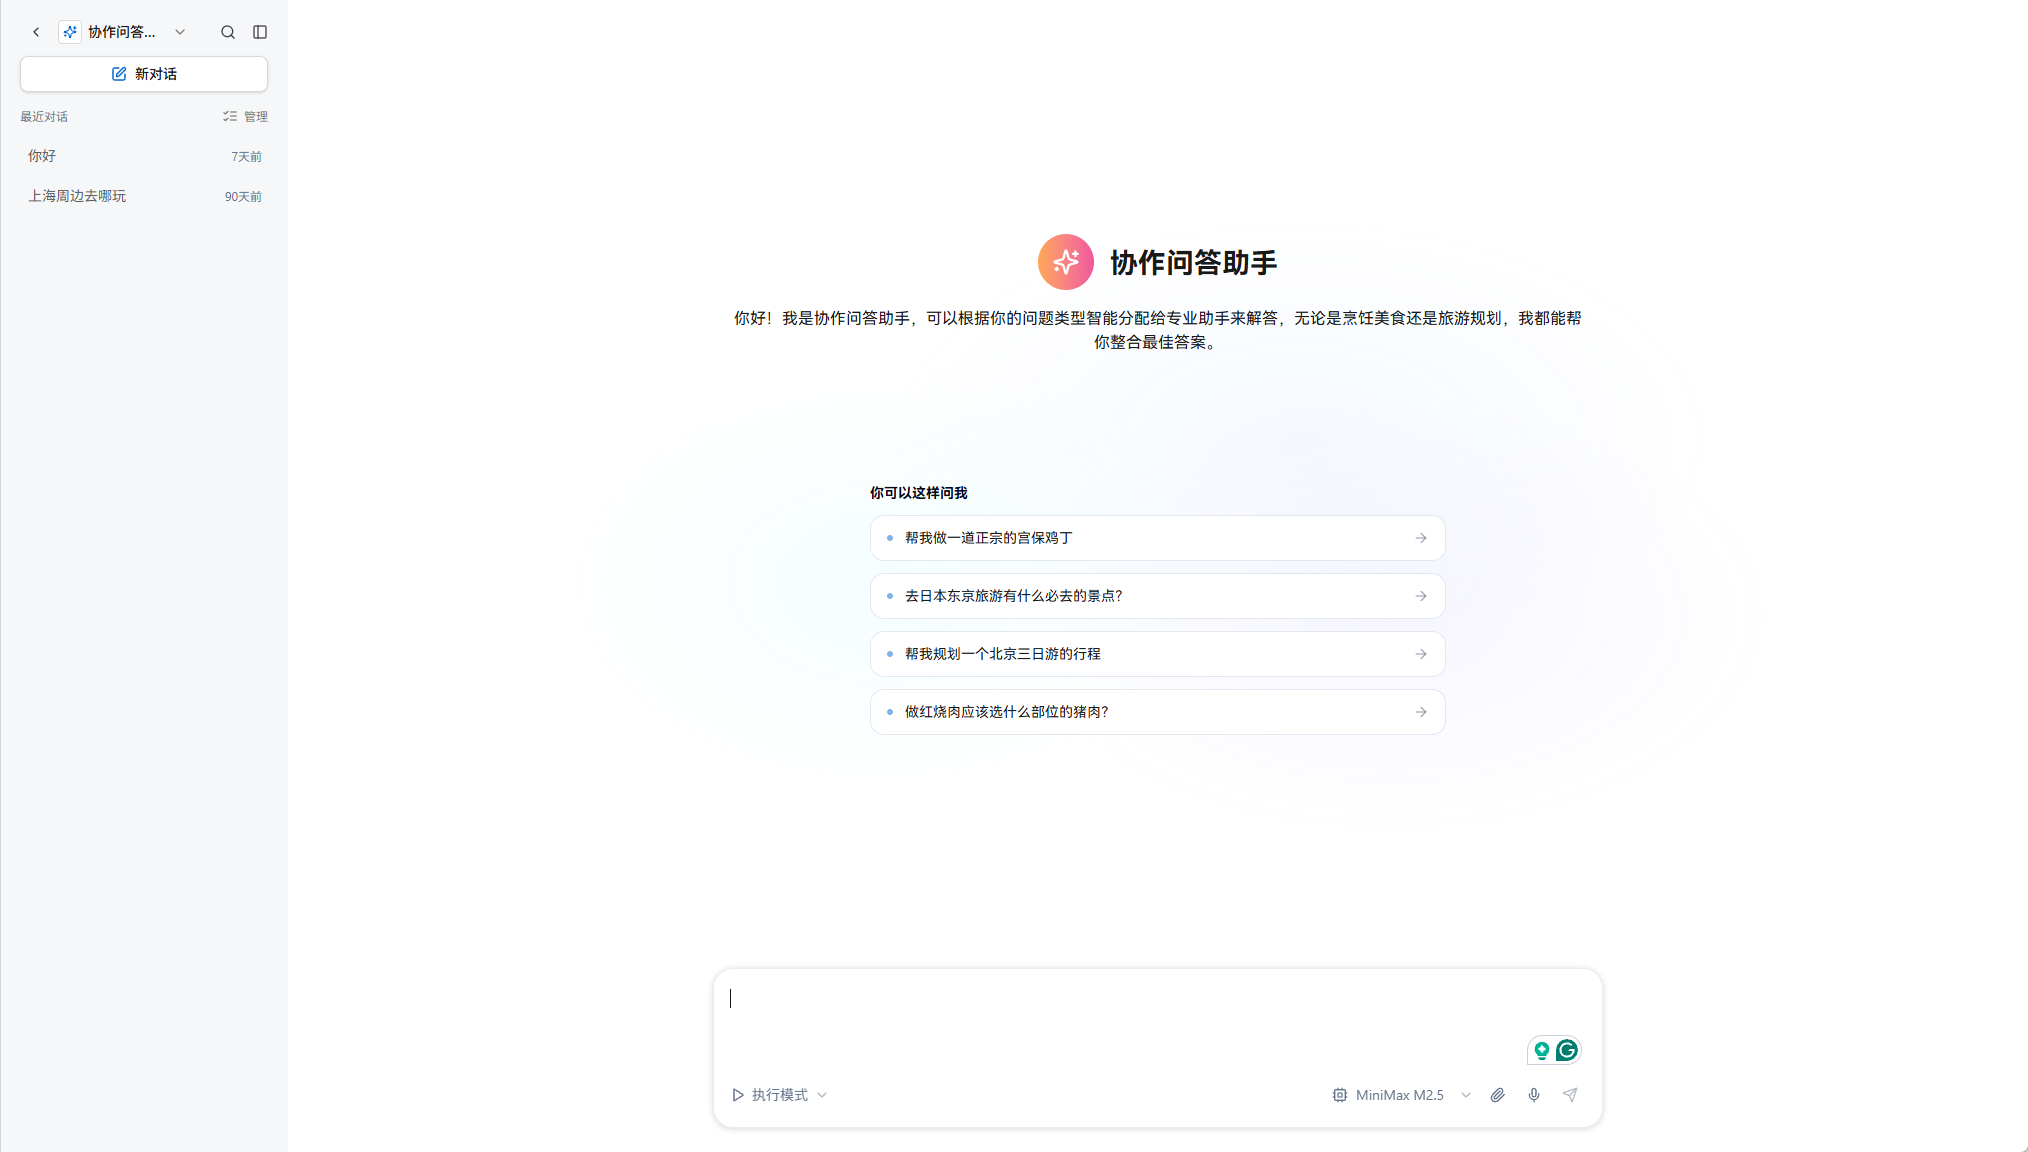 协作问答...
新对话
最近对话
管理
你好
7天前
上海周边去哪玩
90天前
协作问答助手
你好！我是协作问答助手，可以根据你的问题类型智能分配给专业助手来解答，无论是烹饪美食还是旅游规划，我都能帮
你整合最佳答案。
你可以这样问我
帮我做一道正宗的宫保鸡丁
去日本东京旅游有什么必去的景点？
帮我规划一个北京三日游的行程
做红烧肉应该选什么部位的猪肉？
执行模式
MiniMax M2.5